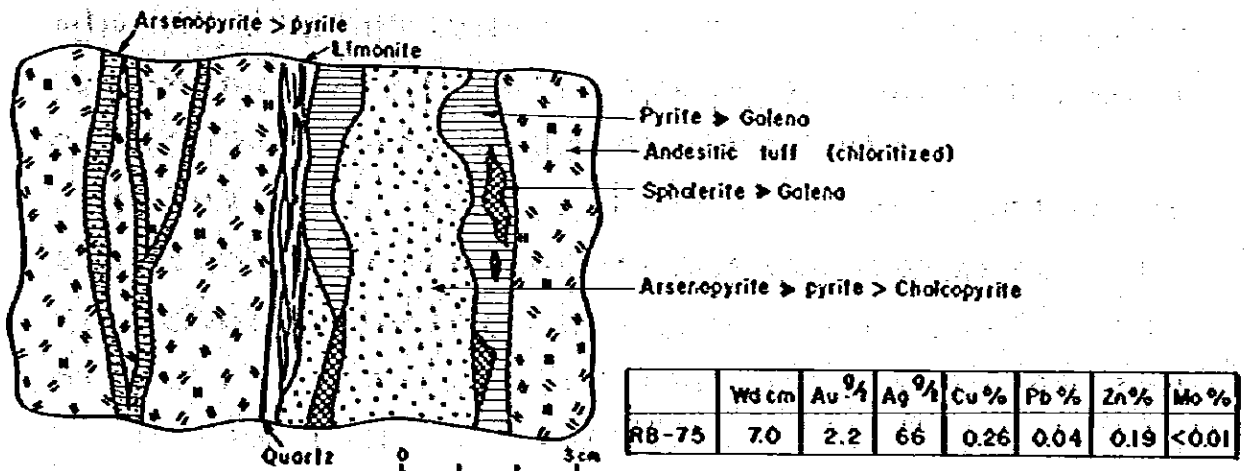 Arsenopyrite > pyrite
Limonite
Pyrite > Galena
Andesitic tuff (chloritized)
Sphalerite > Galena
Arsenopyrite > pyrite > Chalcopyrite
Quartz
0 3cm
Wd cm Au g/t Ag g/t Cu% Pb% Zn% Mo%
RB-75 7.0 2.2 66 0.26 0.04 0.19 <0.01